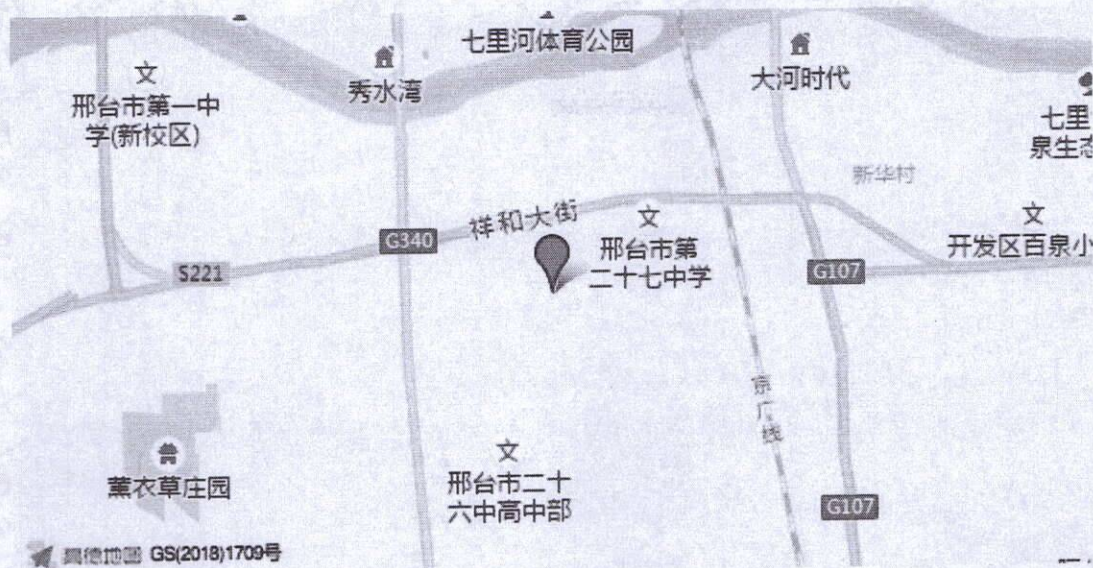 七里河体育公园
文
邢台市第一中
学(新校区)
秀水湾
大河时代
七里
泉生态
新华村
祥和大街
G340
S221
文
邢台市第
二十七中学
文
开发区百泉小
G107
京广线
薰衣草庄园
文
邢台市二十
六中高中部
G107
高德地图 GS(2018)1709号